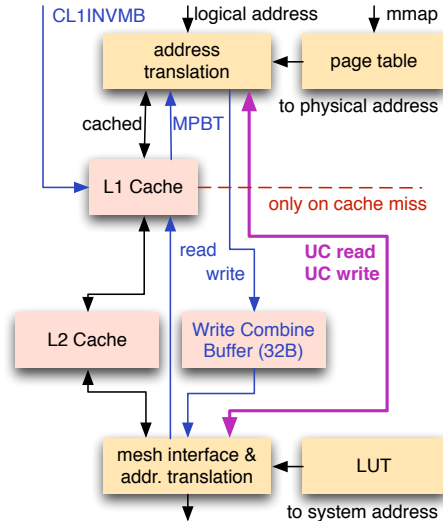 CL1INVMB
logical address
mmap
address
translation
page table
to physical address
cached
MPBT
L1 Cache
only on cache miss
read
write
UC read
UC write
L2 Cache
Write Combine
Buffer (32B)
mesh interface &
addr. translation
LUT
to system address